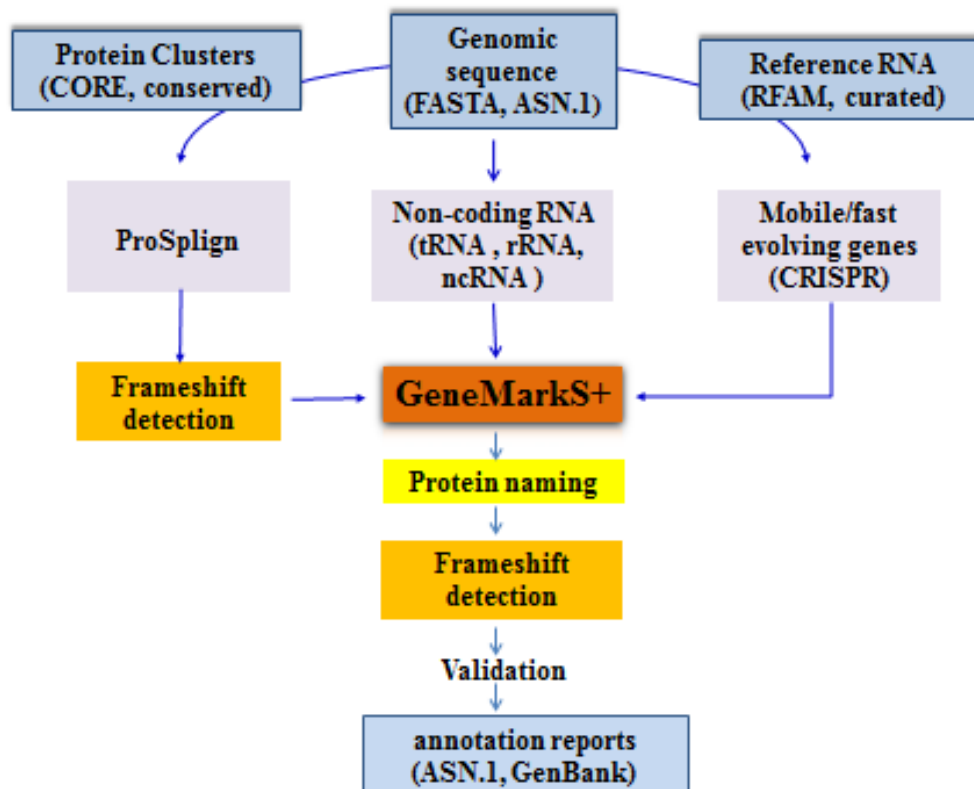 Protein Clusters
(CORE, conserved)
Genomic
sequence
(FASTA, ASN.1)
Reference RNA
(RFAM, curated)
ProSplign
Non-coding RNA
(tRNA , rRNA,
ncRNA )
Mobile/fast
evolving genes
(CRISPR)
Frameshift
detection
GeneMarkS+
Protein naming
Frameshift
detection
Validation
annotation reports
(ASN.1, GenBank)